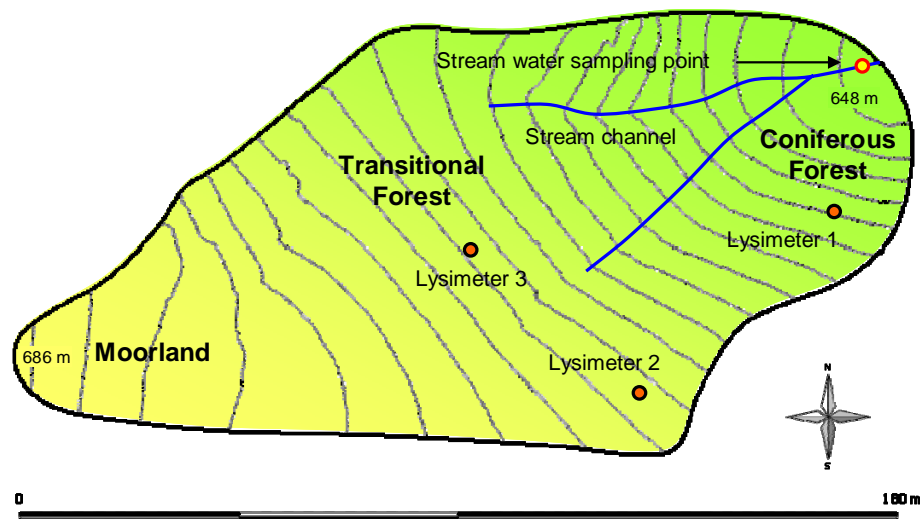 Stream water sampling point
648 m
Stream channel
Coniferous
Forest
Transitional
Forest
Lysimeter 1
Lysimeter 3
686 m
Moorland
Lysimeter 2
N
S
0
160 m